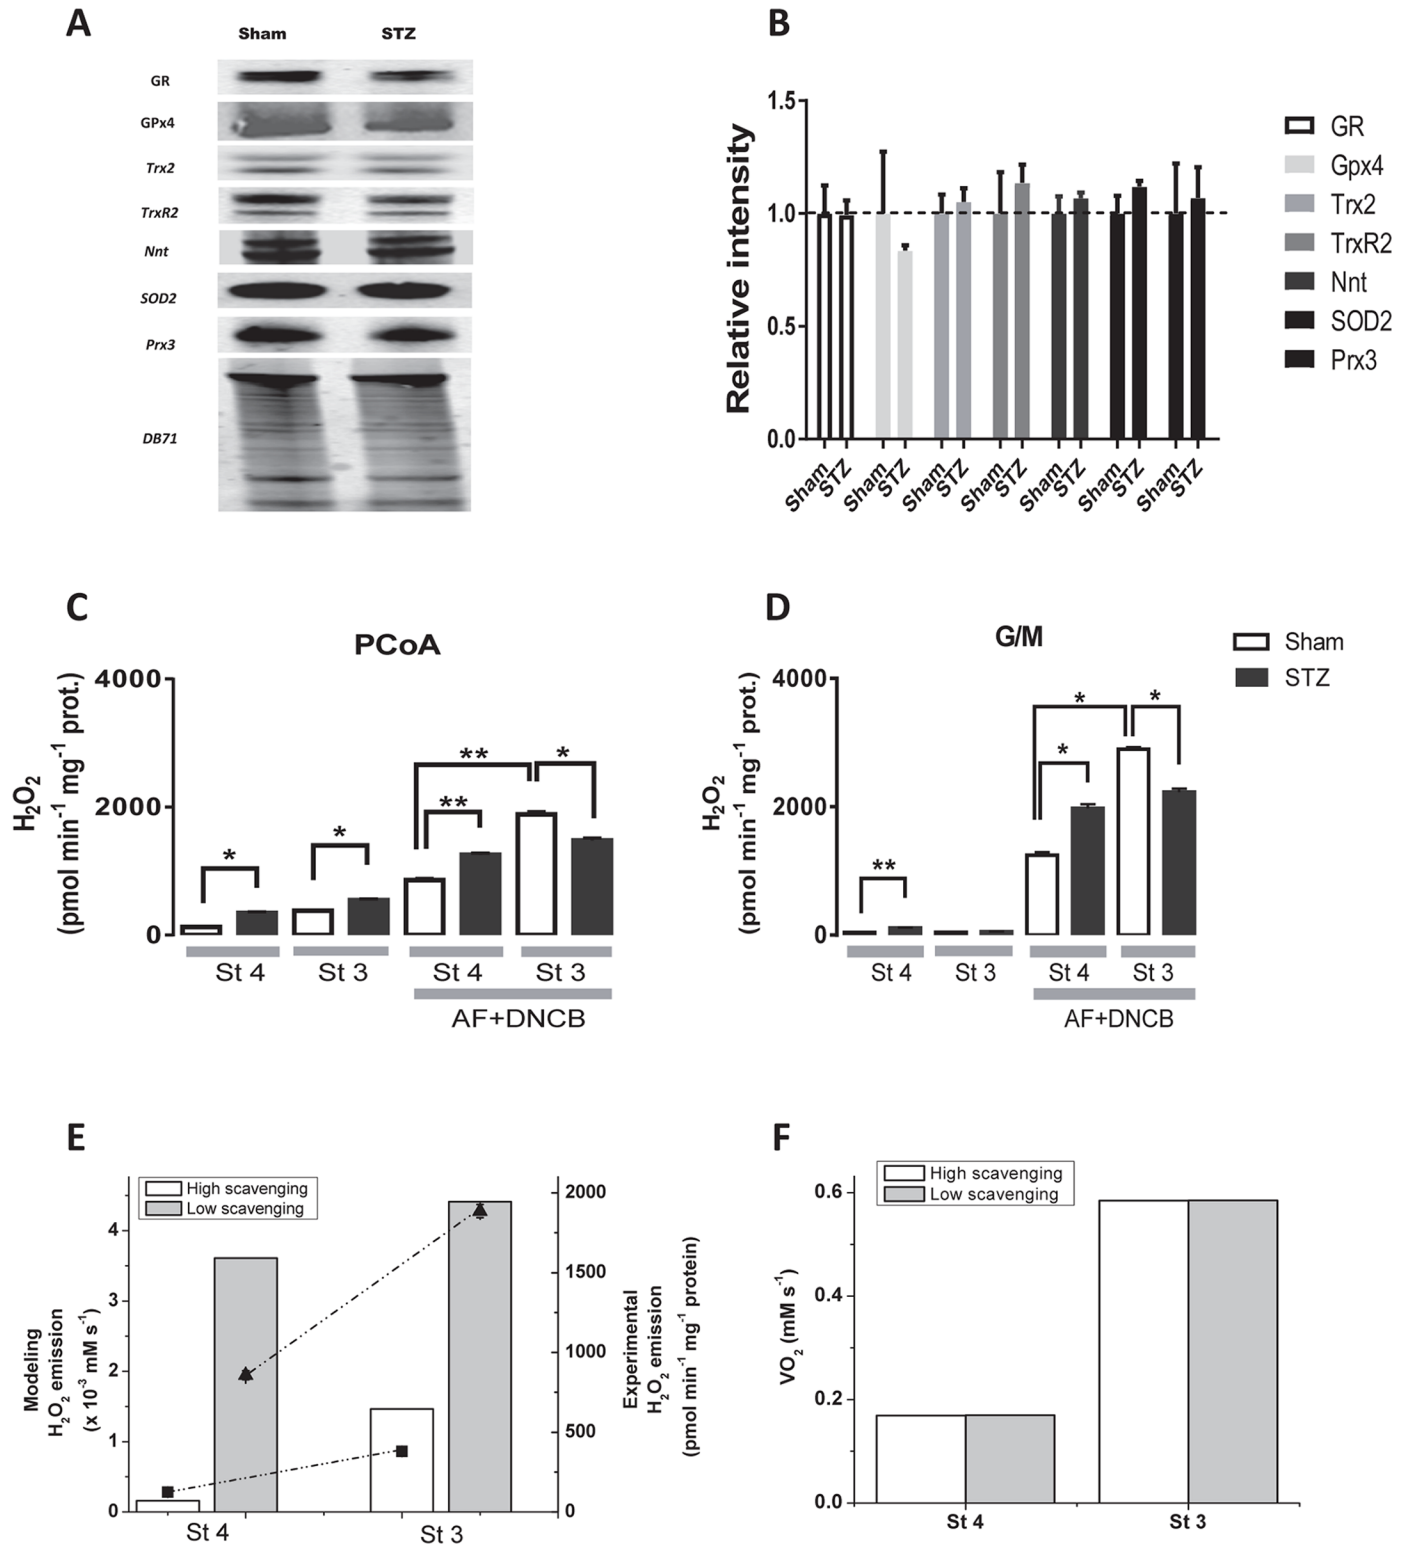 A
Sham STZ
GR
GPx4
Trx2
TrxR2
Nnt
SOD2
Prx3
DB71
B
Relative intensity
1.5
1.0
0.5
0.0
Sham STZ Sham STZ Sham STZ Sham STZ Sham STZ Sham STZ Sham STZ
GR
Gpx4
Trx2
TrxR2
Nnt
SOD2
Prx3
C
PCoA
H2O2
(pmol min-1 mg-1 prot.)
4000
2000
0
* * ** ** *
St 4 St 3 St 4 St 3
AF+DNCB
D
G/M
H2O2
(pmol min-1 mg-1 prot.)
4000
2000
0
** * * *
St 4 St 3 St 4 St 3
AF+DNCB
Sham
STZ
E
High scavenging
Low scavenging
Modeling
H2O2 emission
(x 10-3 mM s-1)
4
3
2
1
0
St 4 St 3
2000
1500
1000
500
0
Experimental
H2O2 emission
(pmol min-1 mg-1 protein)
F
High scavenging
Low scavenging
VO2 (mM s-1)
0.6
0.4
0.2
0.0
St 4 St 3